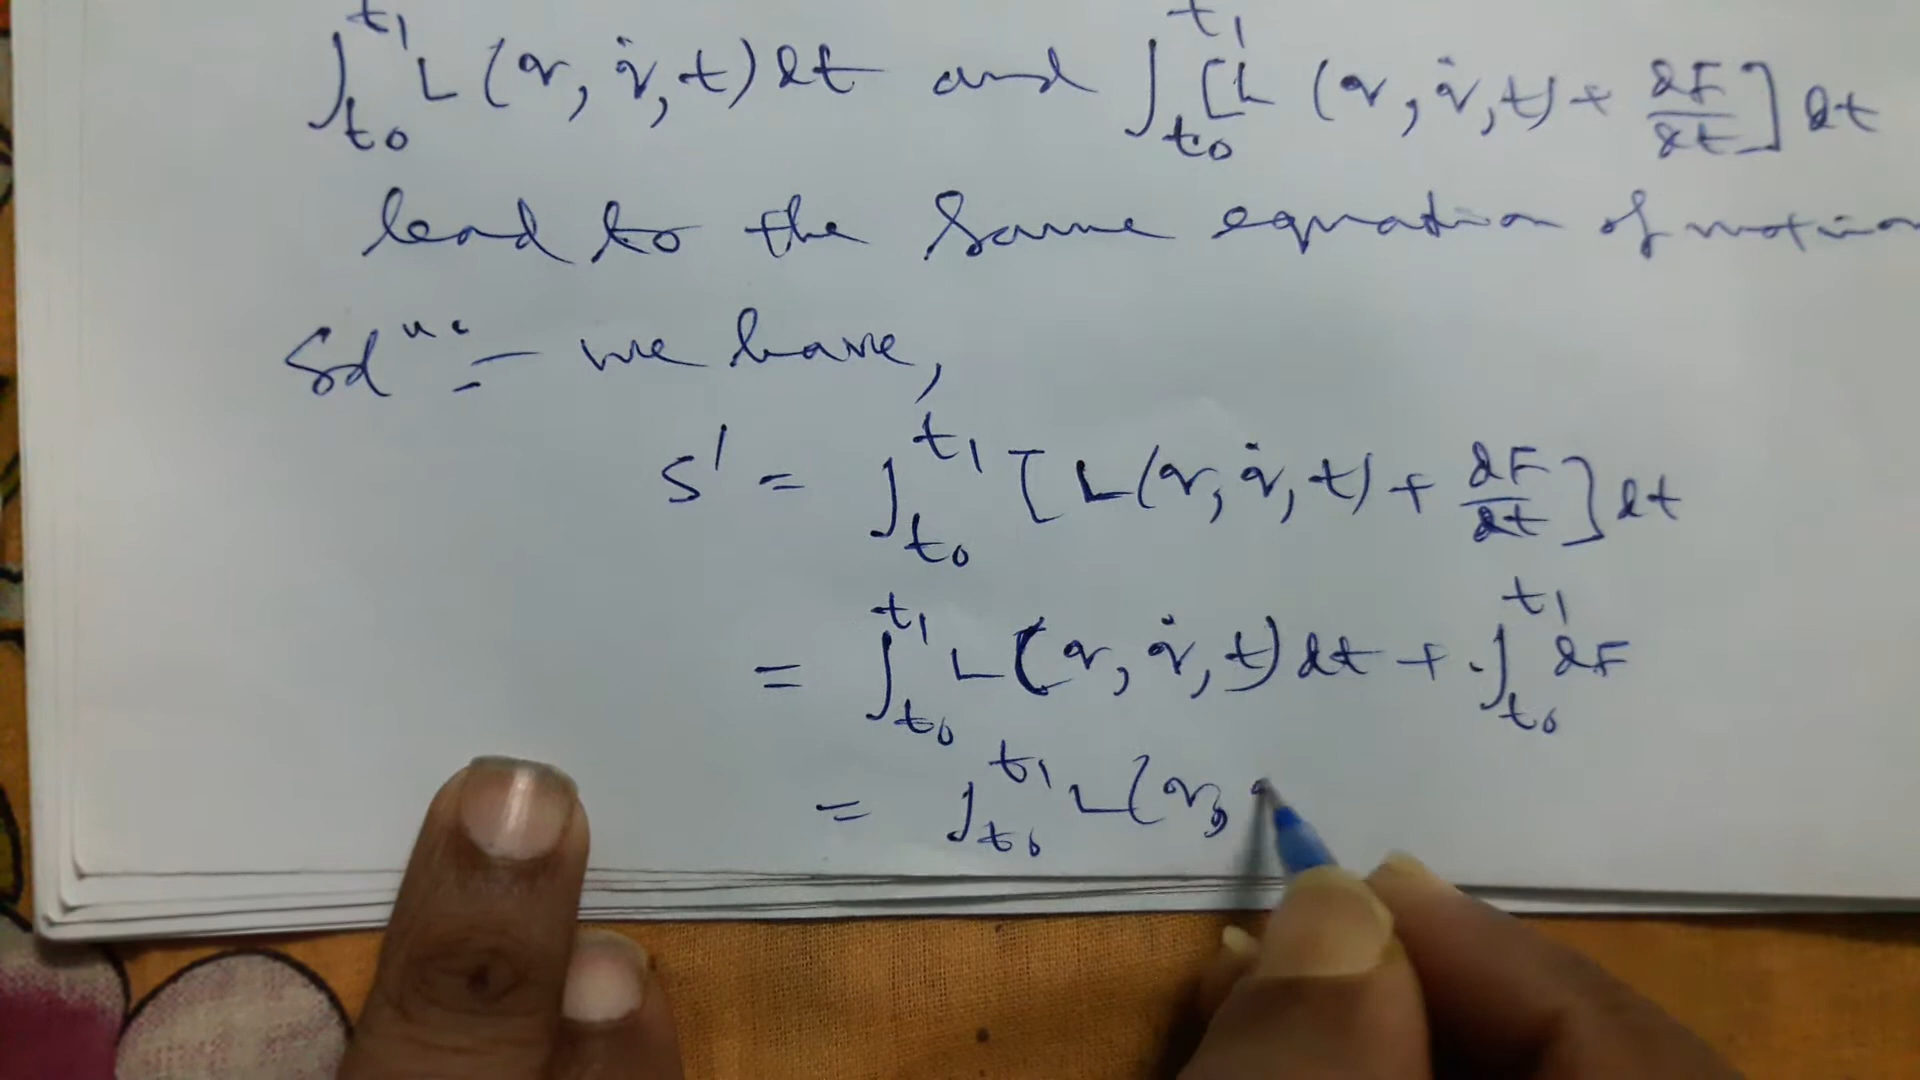 ∫_{t0}^{t1} L (q, q̇, t) dt and ∫_{t0}^{t1} [L (q, q̇, t) + dF/dt] dt
lead to the same equation of motion
Solⁿ:- we have,
S' = ∫_{t0}^{t1} [L(q, q̇, t) + dF/dt] dt
= ∫_{t0}^{t1} L(q, q̇, t) dt + ∫_{t0}^{t1} dF
= ∫_{t0}^{t1} L(q,